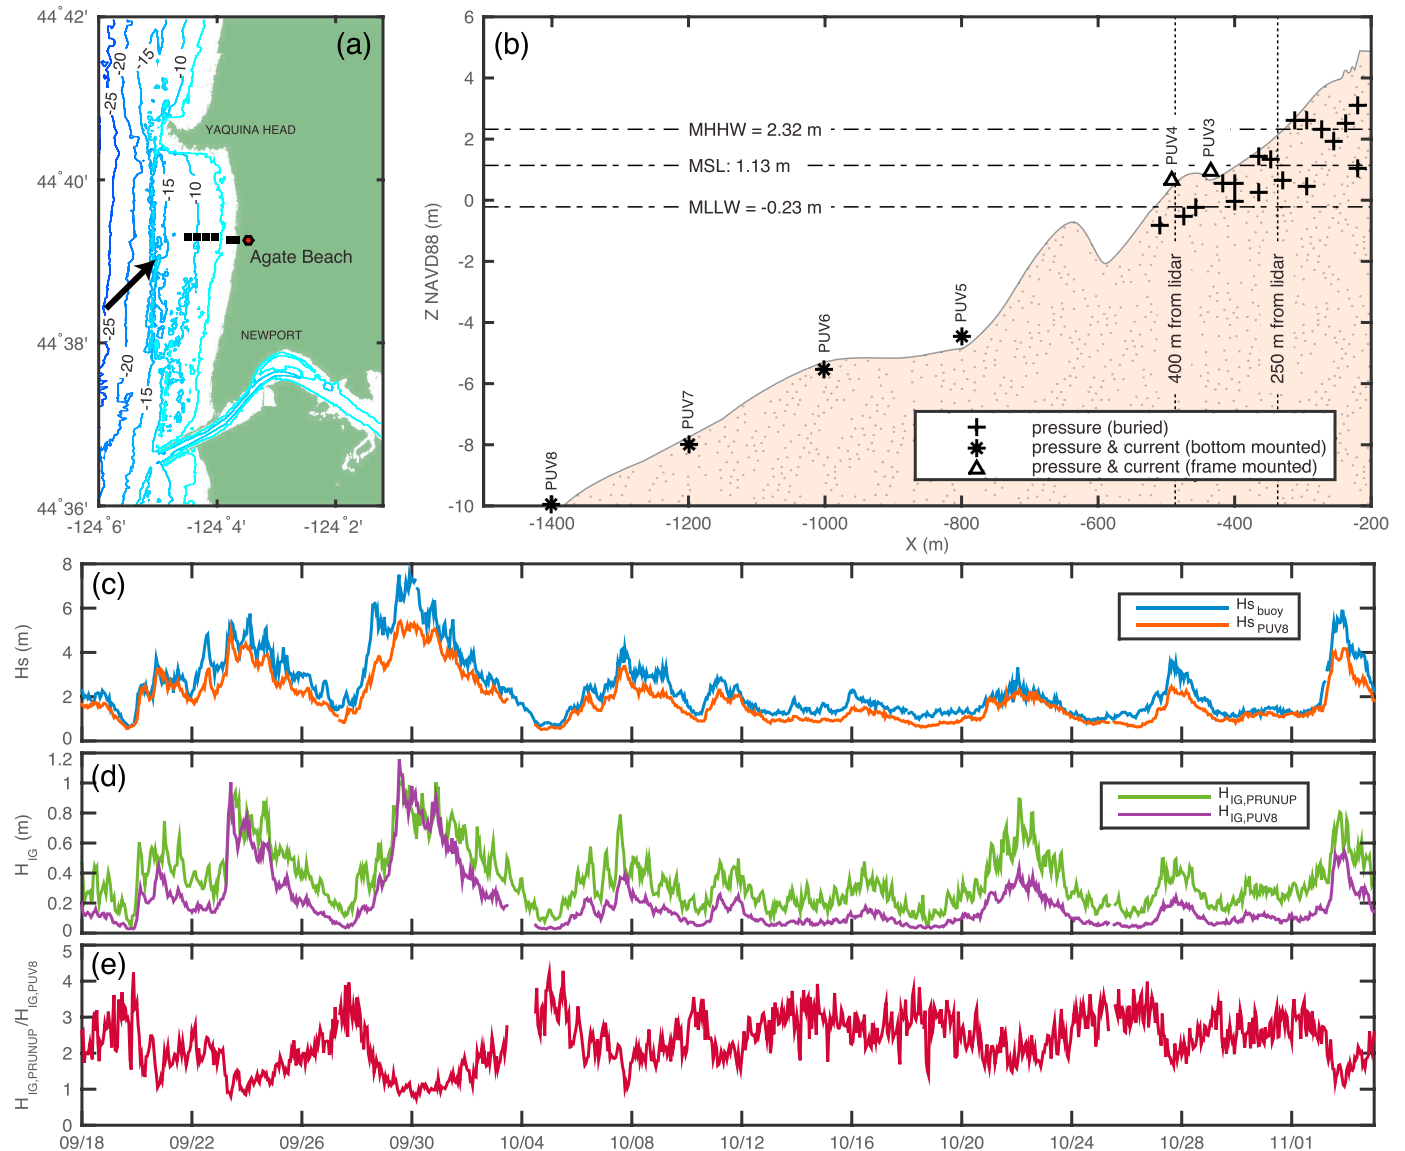 44°42'
44°40'
44°38'
44°36'
-124°6'
-124°4'
-124°2'
(a)
-25
-20
-15
-10
YAQUINA HEAD
-15
-10
Agate Beach
NEWPORT
-25
-20
-15
(b)
6
4
2
0
-2
-4
-6
-8
-10
Z NAVD88 (m)
-1400
-1200
-1000
-800
-600
-400
-200
X (m)
MHHW = 2.32 m
MSL: 1.13 m
MLLW = -0.23 m
PUV8
PUV7
PUV6
PUV5
PUV4
PUV3
400 m from lidar
250 m from lidar
pressure (buried)
pressure & current (bottom mounted)
pressure & current (frame mounted)
(c)
8
6
4
2
0
Hs (m)
Hs buoy
Hs PUV8
(d)
1.2
1
0.8
0.6
0.4
0.2
0
H IG (m)
H IG,PRUNUP
H IG,PUV8
(e)
5
4
3
2
1
0
H IG,PRUNUP /H IG,PUV8
09/18
09/22
09/26
09/30
10/04
10/08
10/12
10/16
10/20
10/24
10/28
11/01